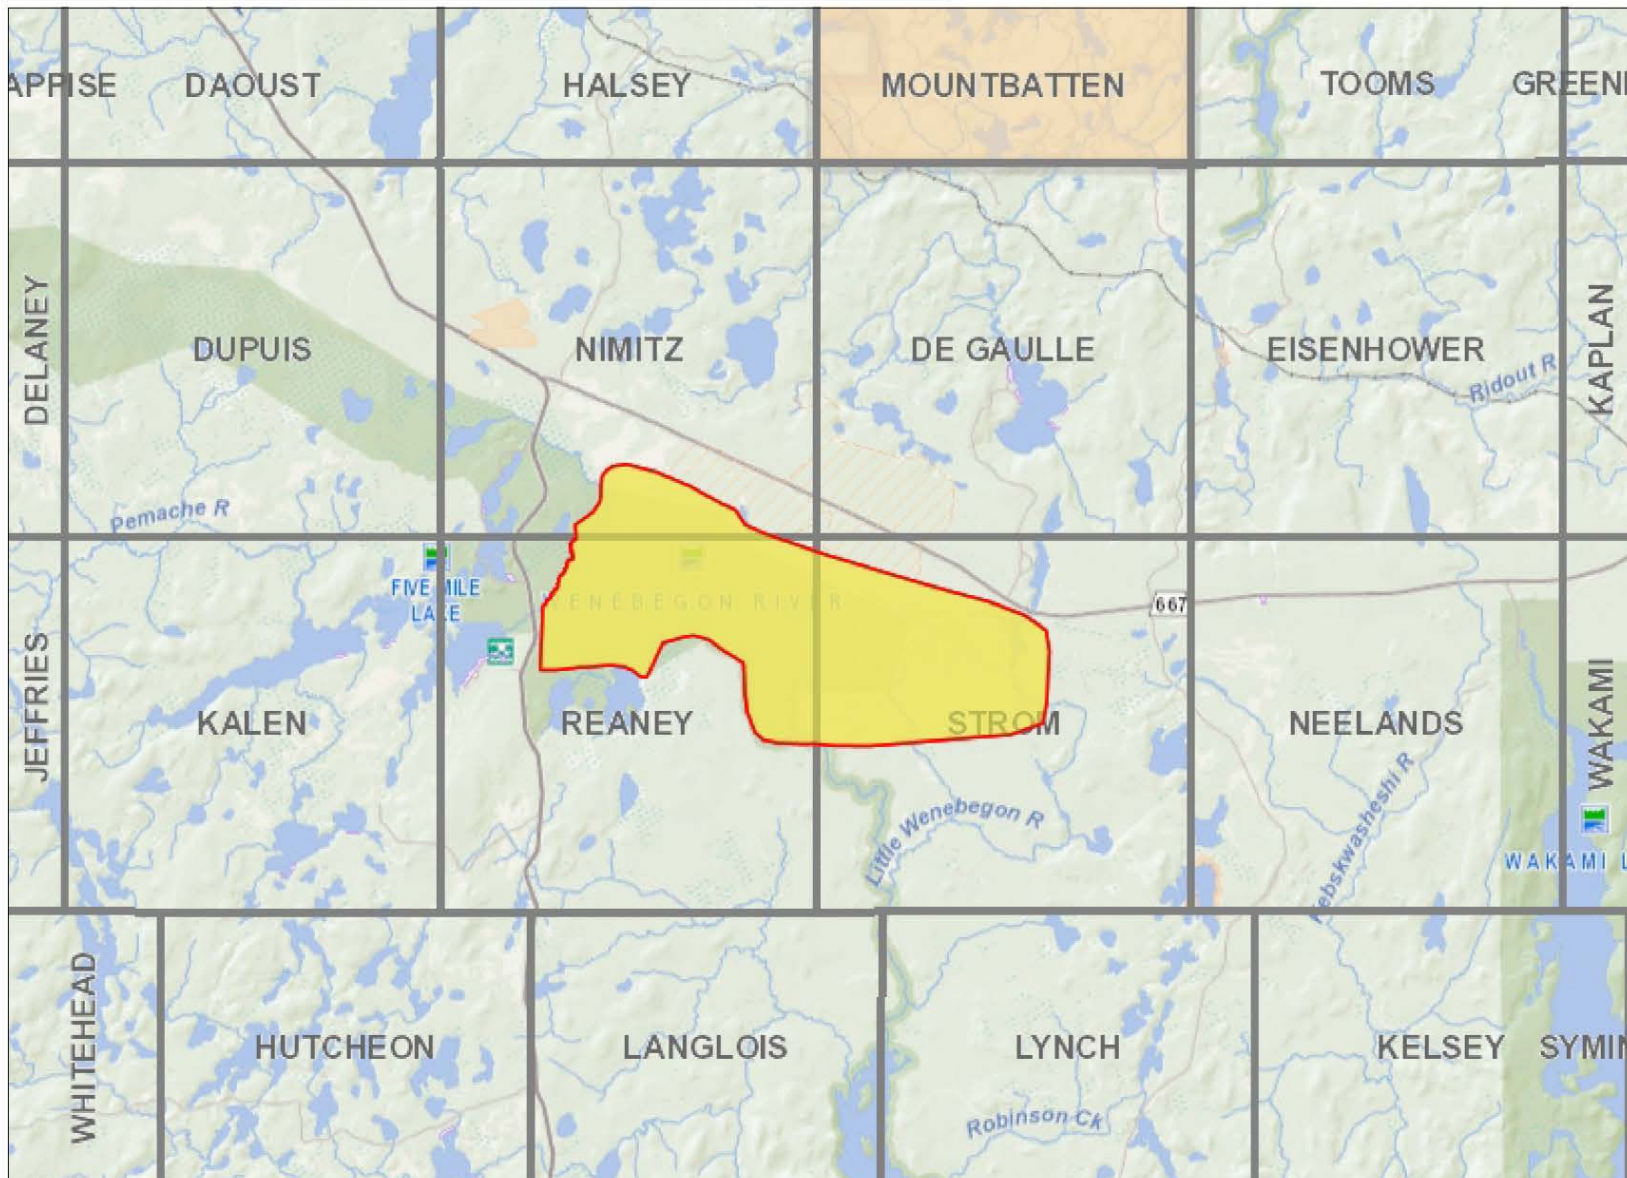 APPISE
DAOUST
HALSEY
MOUNTBATTEN
TOOMS
GREEN
DELANEY
DUPUIS
NIMITZ
DE GAULLE
EISENHOWER
Ridout R
KAPLAN
Pemache R
FIVE MILE
LAKE
WENEBEGON RIVER
667
JEFFRIES
KALEN
REANEY
STROM
NEELANDS
WAKAMI
Little Wenebegon R
ebskwasheshi R
WAKAMI L
WHITEHEAD
HUTCHEON
LANGLOIS
LYNCH
KELSEY
SYMIN
Robinson Ck